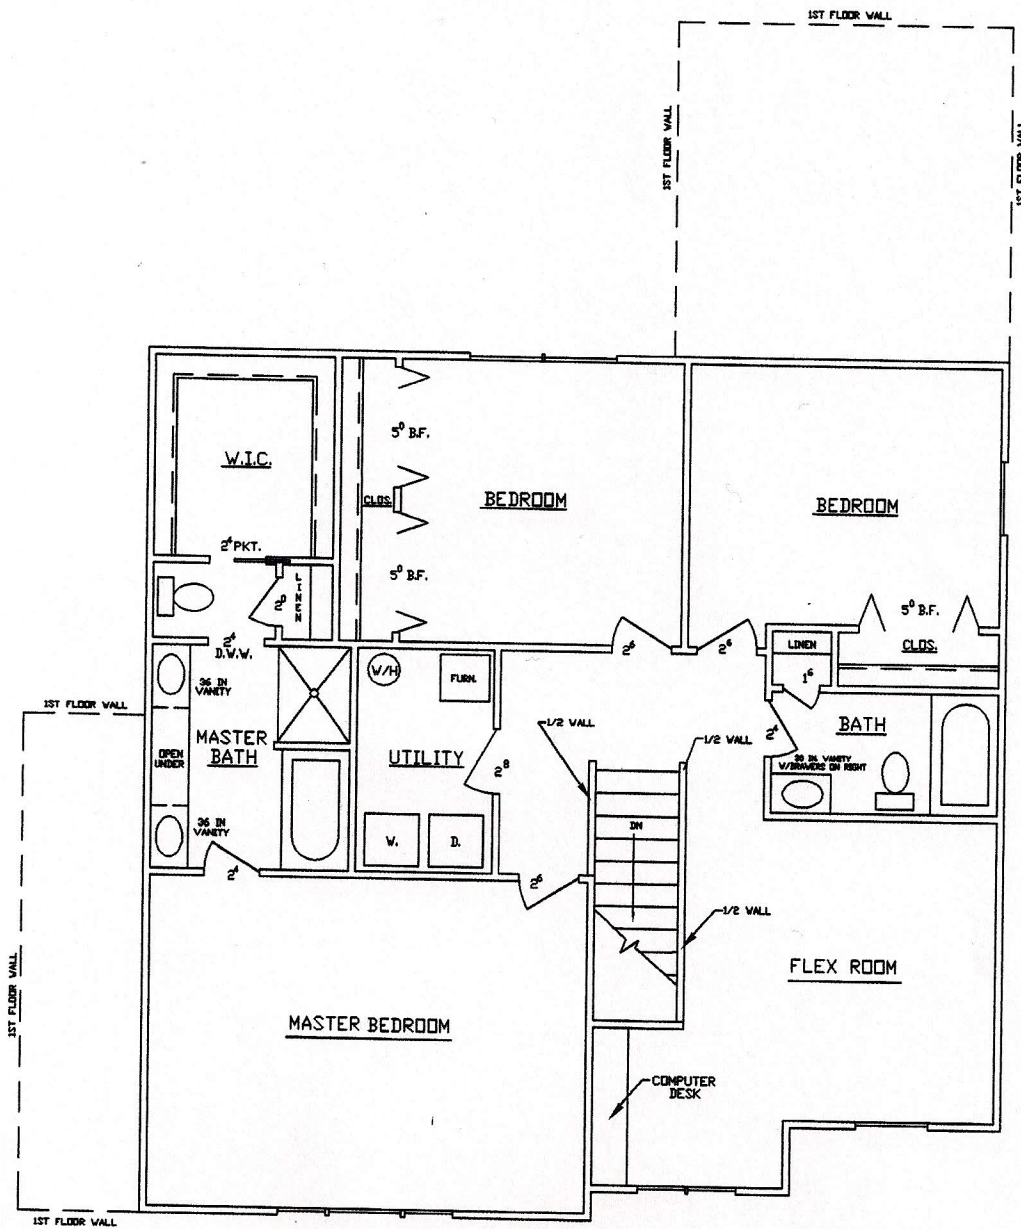 1ST FLOOR WALL
1ST FLOOR WALL
1ST FLOOR WALL
W.I.C.
5⁰ B.F.
CLOS.
BEDROOM
BEDROOM
2⁴ PKT.
5⁰ B.F.
LINEN
2⁰
2⁴
D.W.W.
5⁰ B.F.
CLOS.
2⁶
2⁶
LINEN
1⁶
36 IN
VANITY
W/H
FURN.
1ST FLOOR WALL
1/2 WALL
1/2 WALL
2⁴
BATH
MASTER
BATH
OPEN
UNDER
UTILITY
2⁸
30 IN. VANITY
W/DRAWERS ON RIGHT
36 IN
VANITY
W.
D.
DN
2⁴
2⁶
1/2 WALL
FLEX ROOM
1ST FLOOR WALL
MASTER BEDROOM
COMPUTER
DESK
1ST FLOOR WALL